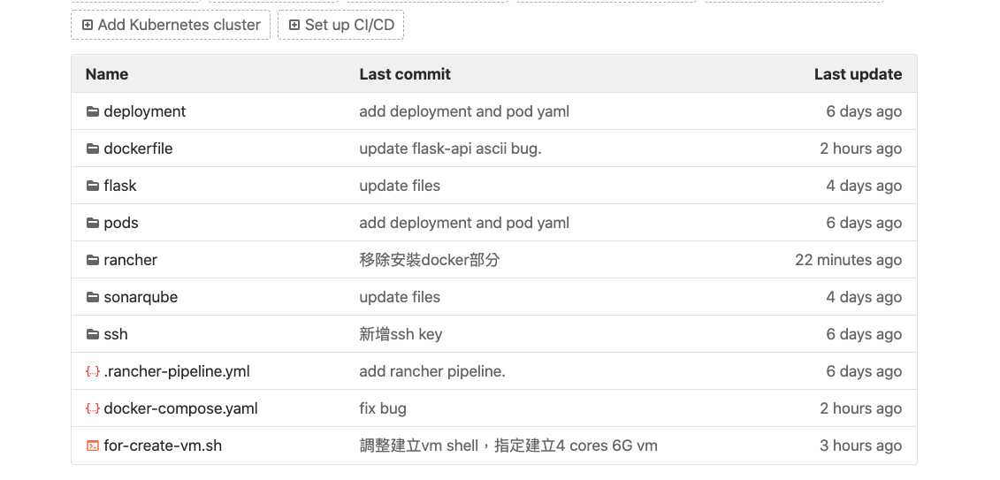 Add Kubernetes cluster Set up CI/CD
Name Last commit Last update
deployment add deployment and pod yaml 6 days ago
dockerfile update flask-api ascii bug. 2 hours ago
flask update files 4 days ago
pods add deployment and pod yaml 6 days ago
rancher 移除安裝docker部分 22 minutes ago
sonarqube update files 4 days ago
ssh 新增ssh key 6 days ago
.rancher-pipeline.yml add rancher pipeline. 6 days ago
docker-compose.yaml fix bug 2 hours ago
for-create-vm.sh 調整建立vm shell，指定建立4 cores 6G vm 3 hours ago